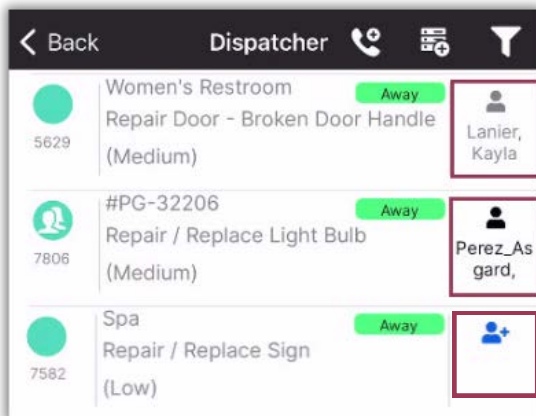 Back Dispatcher
Women's Restroom
Away
Repair Door - Broken Door Handle
(Medium)
5629
Lanier,
Kayla
#PG-32206
Away
Repair / Replace Light Bulb
(Medium)
7806
Perez_As
gard,
Spa
Away
Repair / Replace Sign
(Low)
7582